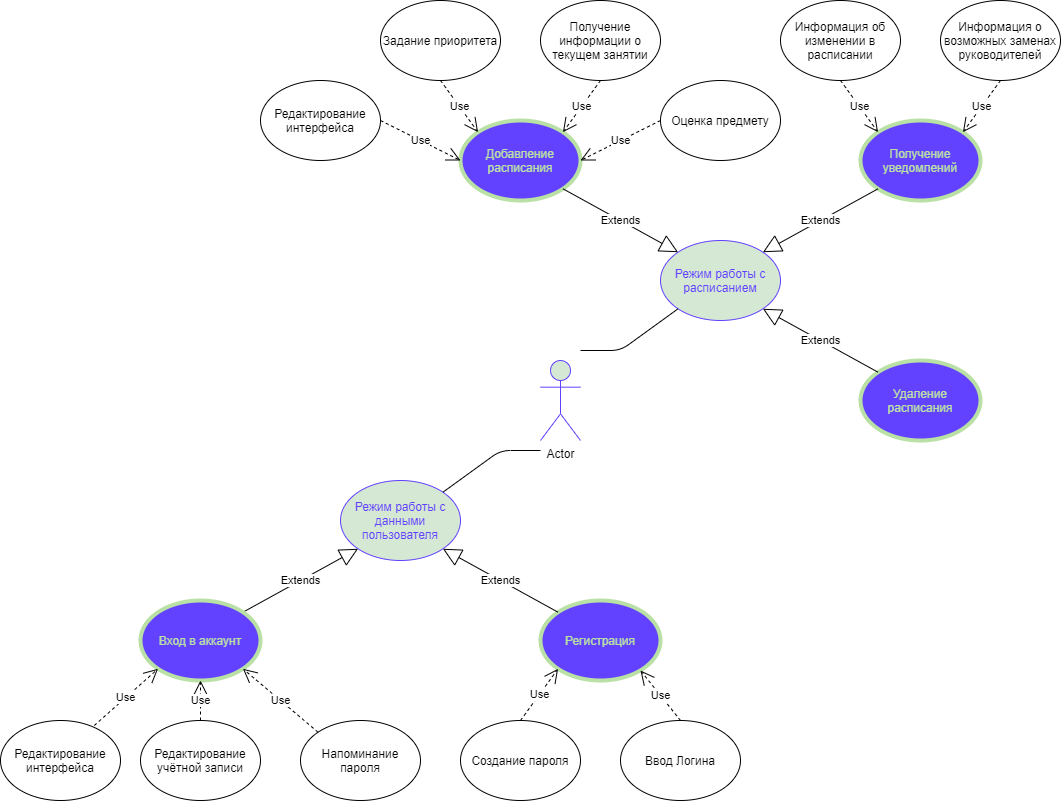 Задание приоритета
Получение
информации о
текущем занятии
Информация об
изменении в
расписании
Информация о
возможных заменах
руководителей
Редактирование
интерфейса
Оценка предмету
Use
Use
Use
Use
Use
Use
Добавление
расписания
Получение
уведомлений
Extends
Extends
Режим работы с
расписанием
Extends
Удаление
расписания
Actor
Режим работы с
данными
пользователя
Extends
Extends
Вход в аккаунт
Регистрация
Use
Use
Use
Use
Use
Редактирование
интерфейса
Редактирование
учётной записи
Напоминание
пароля
Создание пароля
Ввод Логина